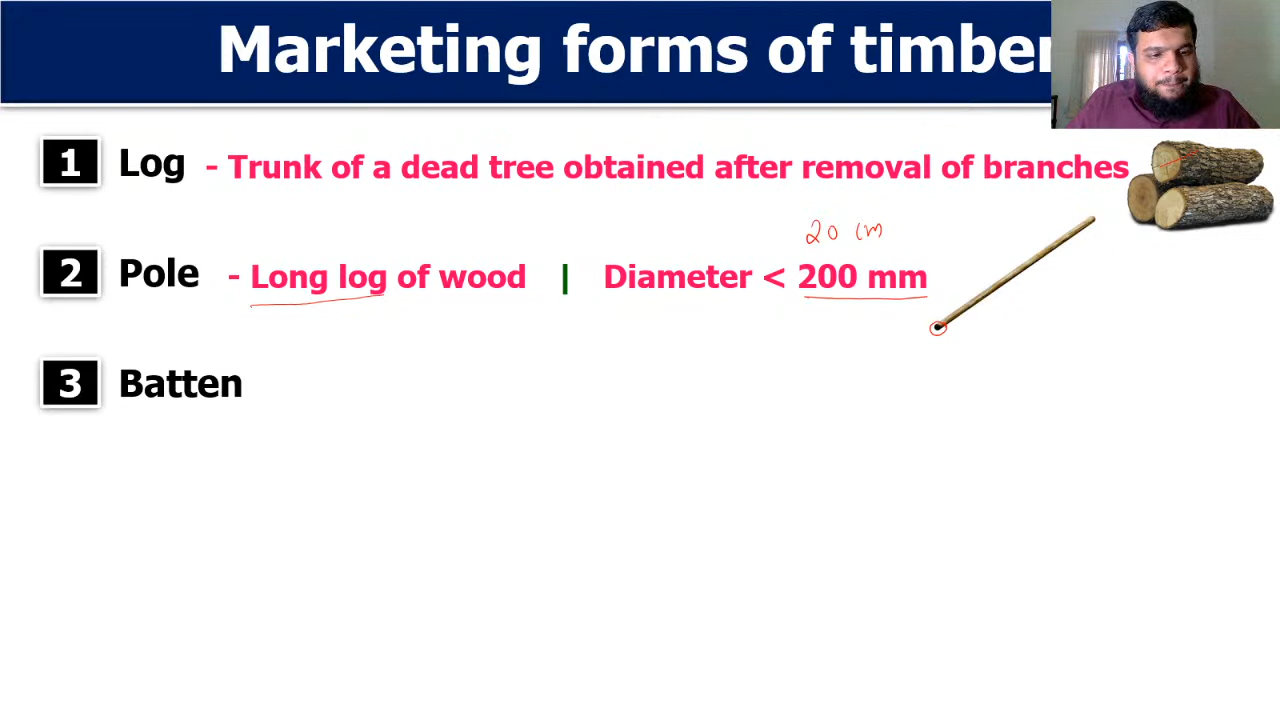 Marketing forms of timber
1 Log - Trunk of a dead tree obtained after removal of branches
20 cm
2 Pole - Long log of wood | Diameter < 200 mm
3 Batten